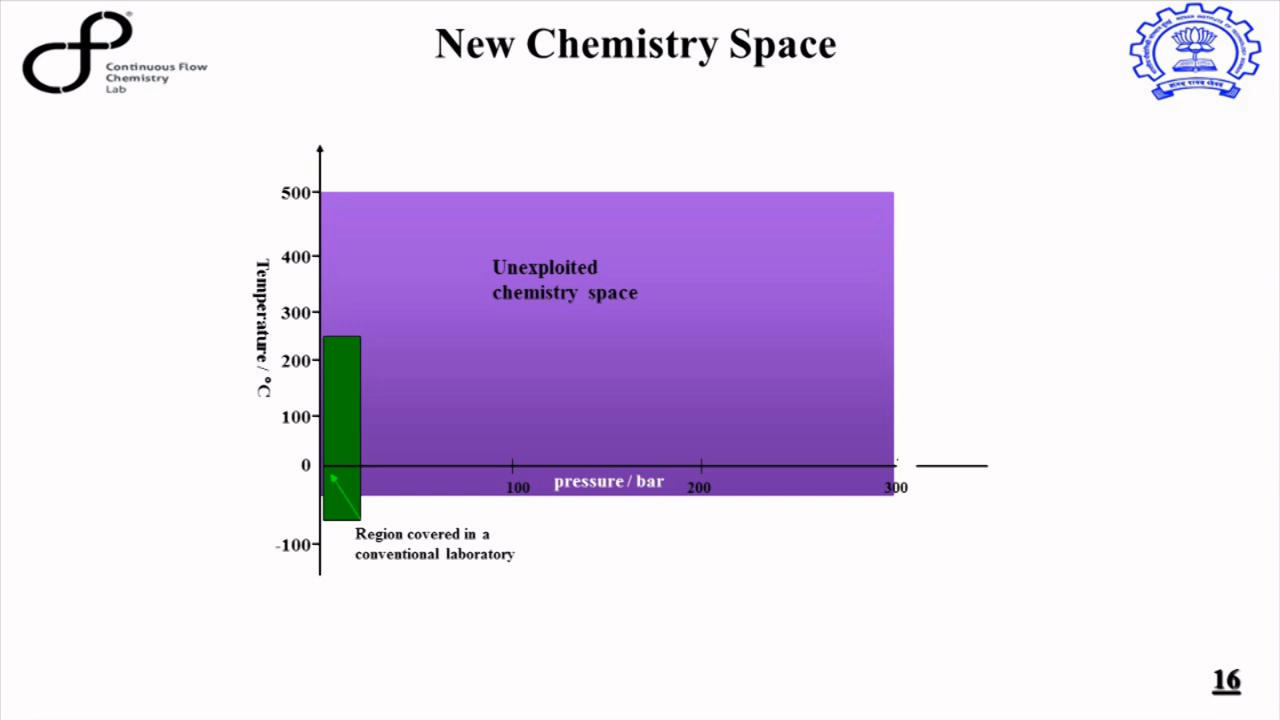 New Chemistry Space
Continuous Flow
Chemistry
Lab
500
400
300
200
100
0
-100
Temperature / °C
Unexploited
chemistry space
pressure / bar
100
200
300
Region covered in a
conventional laboratory
16